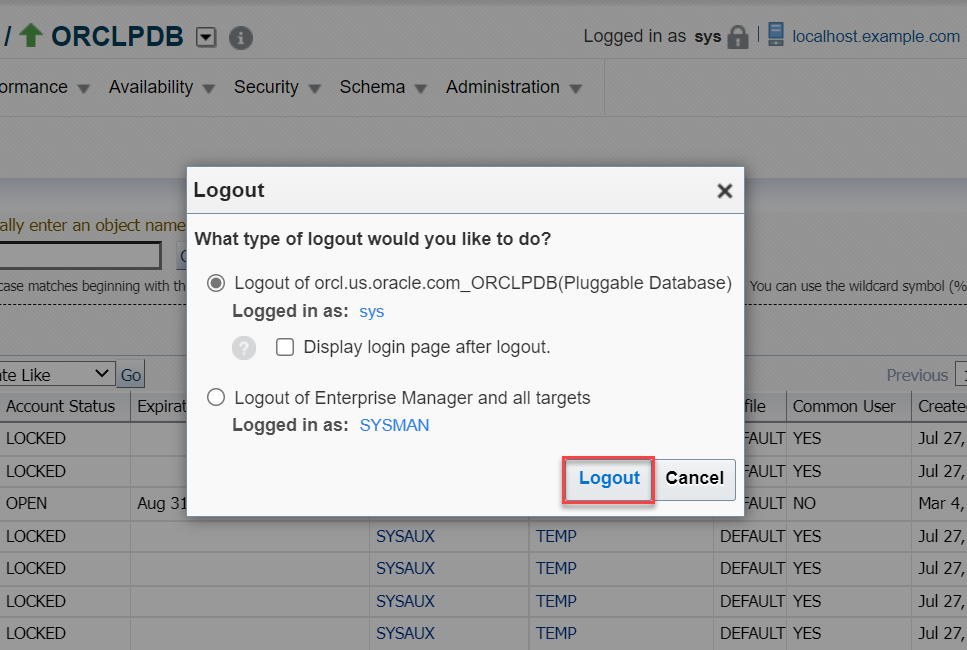 / ORCLPDB Logged in as sys localhost.example.com
ormance Availability Security Schema Administration
Logout
ally enter an object name
What type of logout would you like to do?
Logout of orcl.us.oracle.com_ORCLPDB(Pluggable Database)
case matches beginning with th You can use the wildcard symbol (%
Logged in as: sys
? Display login page after logout.
te Like Go Previous
Logout of Enterprise Manager and all targets
Account Status Expirat file Common User Create
Logged in as: SYSMAN
LOCKED FAULT YES Jul 27,
Logout Cancel
LOCKED FAULT YES Jul 27,
OPEN Aug 31 FAULT NO Mar 4,
LOCKED SYSAUX TEMP DEFAULT YES Jul 27,
LOCKED SYSAUX TEMP DEFAULT YES Jul 27,
LOCKED SYSAUX TEMP DEFAULT YES Jul 27,
LOCKED SYSAUX TEMP DEFAULT YES Jul 27,